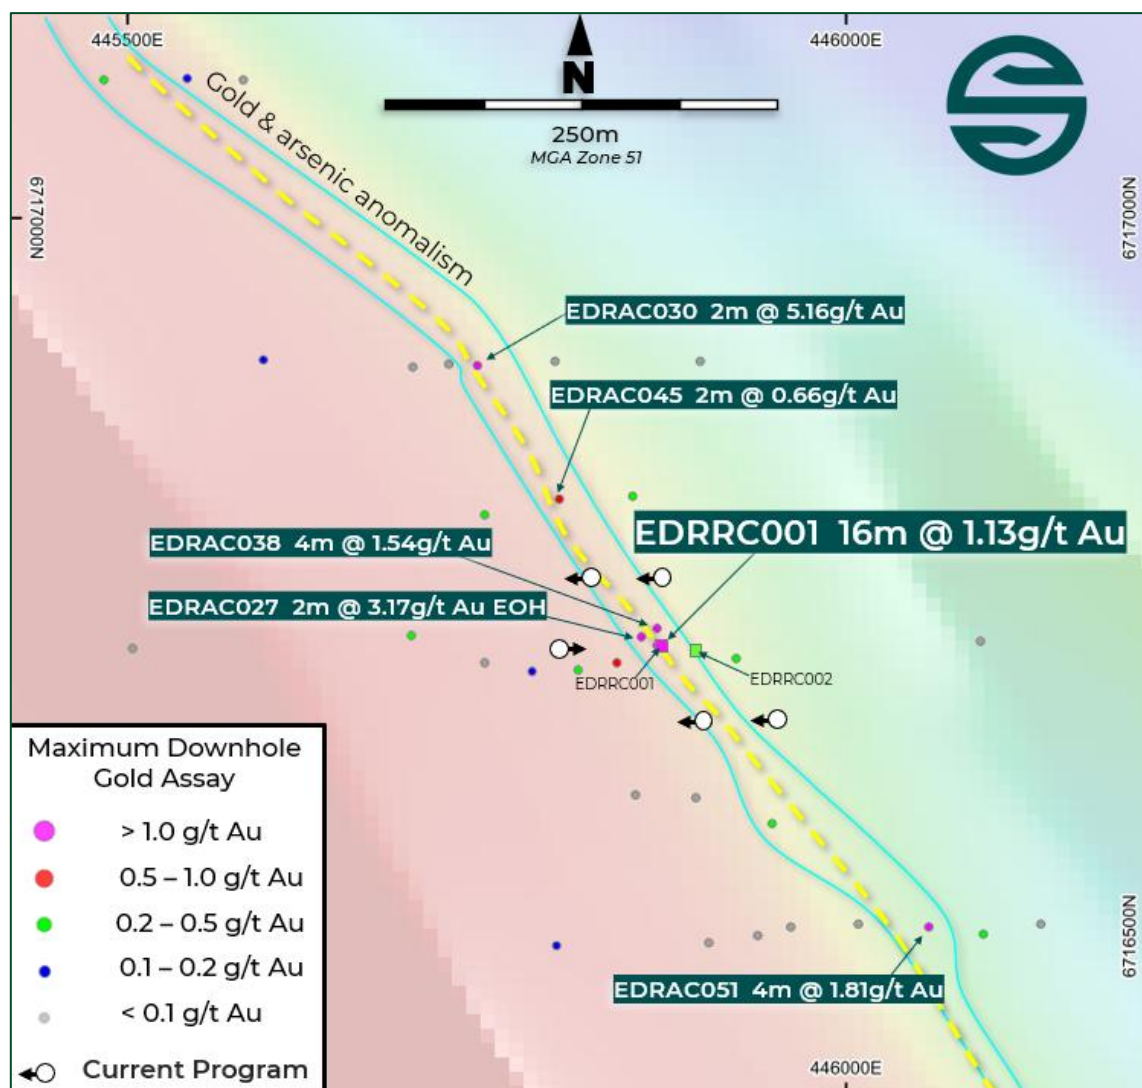 445500E
446000E
N
250m
MGA Zone 51
Gold & arsenic anomalism
6717000N
6717000N
EDRAC030 2m @ 5.16g/t Au
EDRAC045 2m @ 0.66g/t Au
EDRRC001 16m @ 1.13g/t Au
EDRAC038 4m @ 1.54g/t Au
EDRAC027 2m @ 3.17g/t Au EOH
EDRRC001
EDRRC002
Maximum Downhole
Gold Assay
> 1.0 g/t Au
0.5 – 1.0 g/t Au
0.2 – 0.5 g/t Au
0.1 – 0.2 g/t Au
< 0.1 g/t Au
Current Program
6716500N
EDRAC051 4m @ 1.81g/t Au
446000E